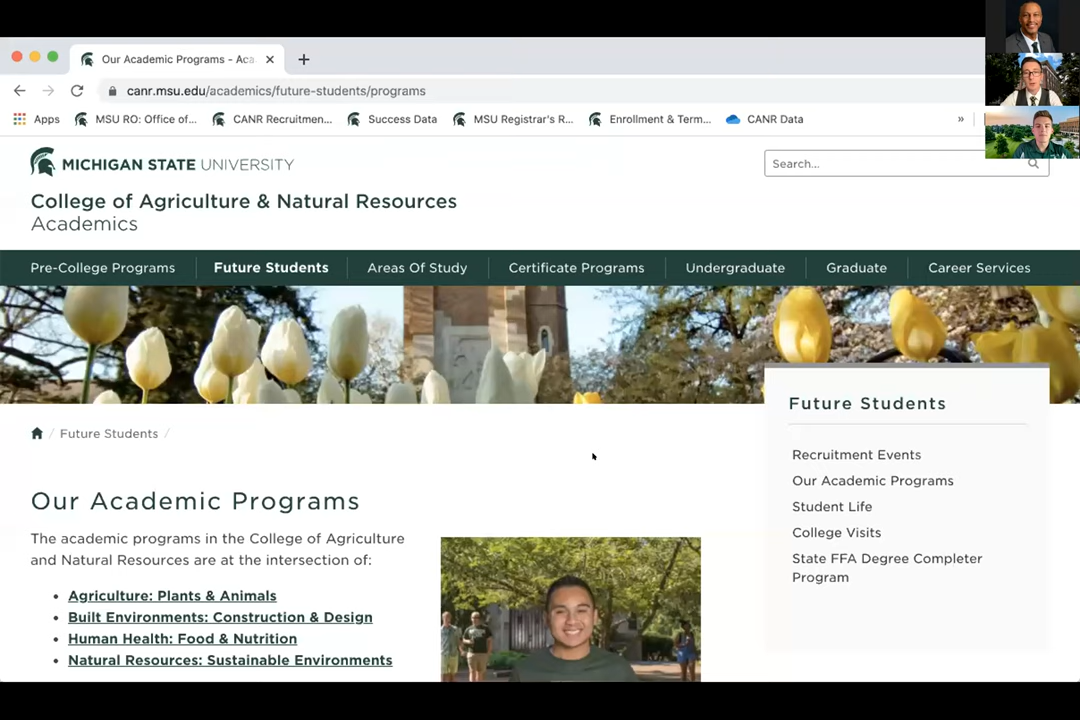 Our Academic Programs - Aca
canr.msu.edu/academics/future-students/programs
Apps
MSU RO: Office of...
CANR Recruitmen...
Success Data
MSU Registrar's R...
Enrollment & Term...
CANR Data
»
MICHIGAN STATE UNIVERSITY
Search...
College of Agriculture & Natural Resources
Academics
Pre-College Programs
Future Students
Areas Of Study
Certificate Programs
Undergraduate
Graduate
Career Services
Future Students
Recruitment Events
Our Academic Programs
Student Life
College Visits
State FFA Degree Completer
Program
/ Future Students /
Our Academic Programs
The academic programs in the College of Agriculture
and Natural Resources are at the intersection of:
• Agriculture: Plants & Animals
• Built Environments: Construction & Design
• Human Health: Food & Nutrition
• Natural Resources: Sustainable Environments